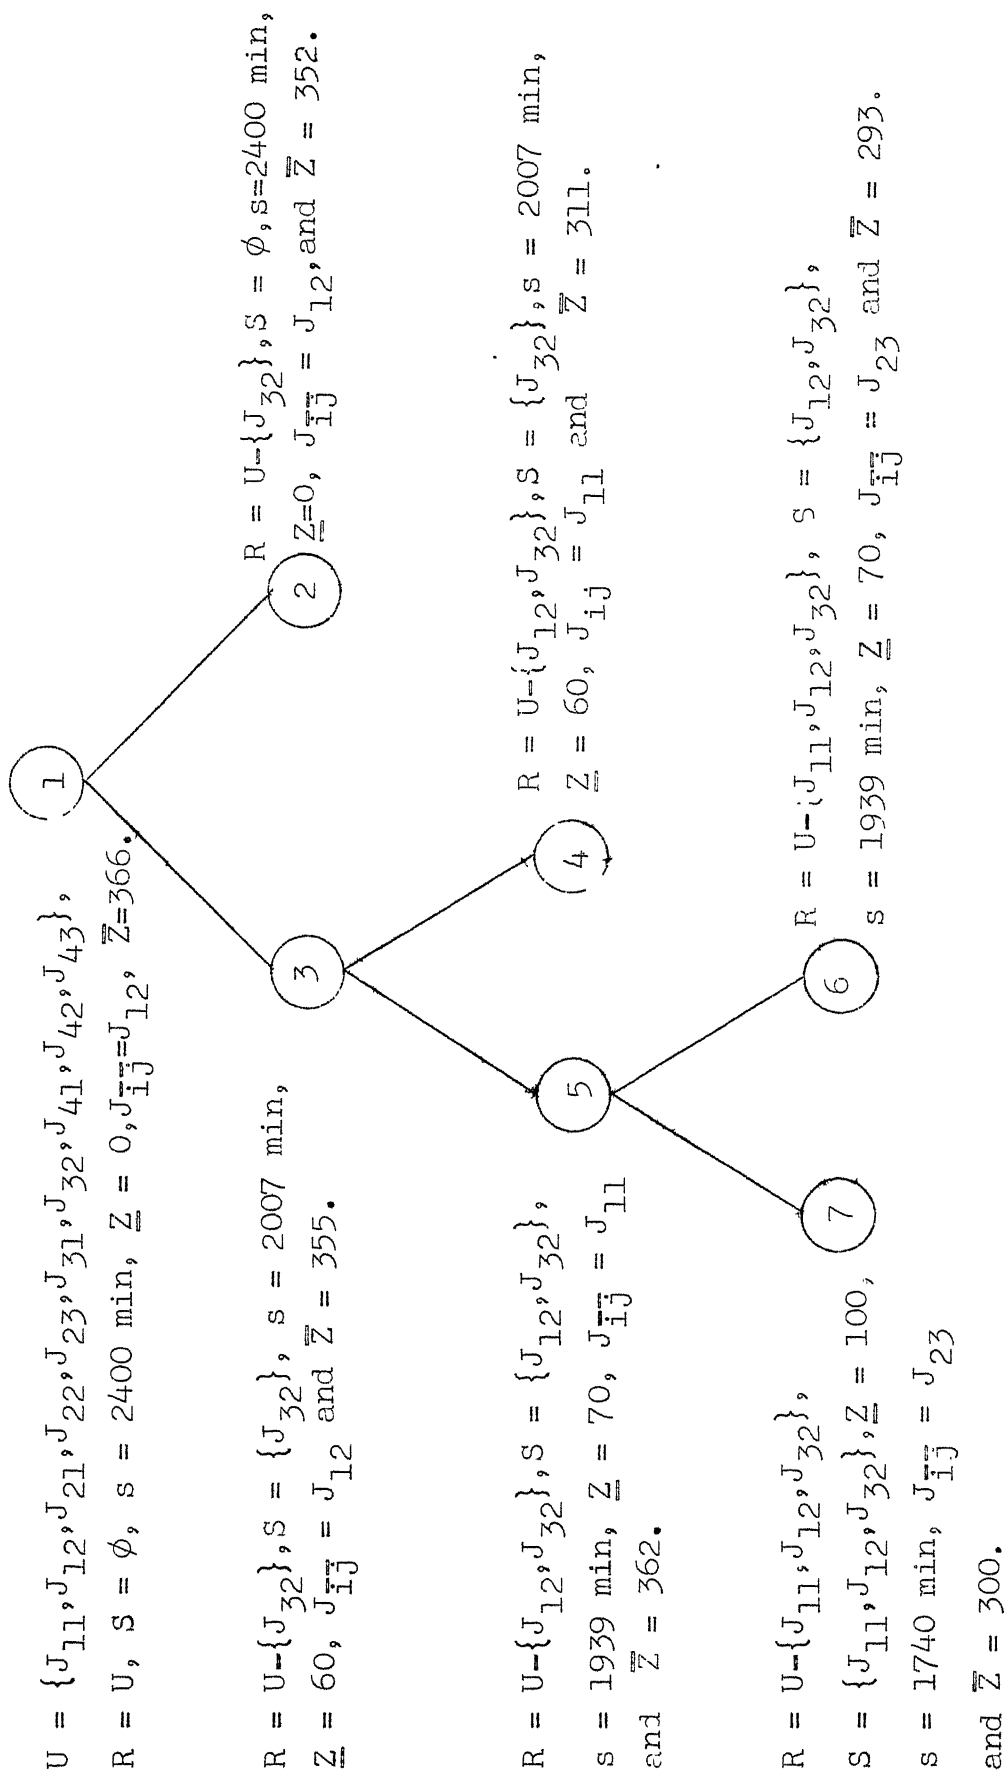 1
U = {J11,J12,J21,J22,J23,J31,J32,J41,J42,J43},
R = U, S = ϕ, s = 2400 min, Z = 0,Jij=J12, Z̄=366.
2
R = U-{J32},S = ϕ,s=2400 min,
Z=0, Jij = J12,and Z̄ = 352.
3
R = U-{J32},S = {J32}, s = 2007 min,
Z = 60, Jij = J12 and Z̄ = 355.
4
R = U-{J12,J32},S = {J32},s = 2007 min,
Z = 60, Jij = J11 and Z̄ = 311.
5
R = U-{J12,J32},S = {J12,J32},
s = 1939 min, Z = 70, Jij = J11
and Z̄ = 362.
6
R = U-{J11,J12,J32}, S = {J12,J32},
s = 1939 min, Z = 70, Jij = J23 and Z̄ = 293.
7
R = U-{J11,J12,J32},
S = {J11,J12,J32},Z = 100,
s = 1740 min, Jij = J23
and Z̄ = 300.